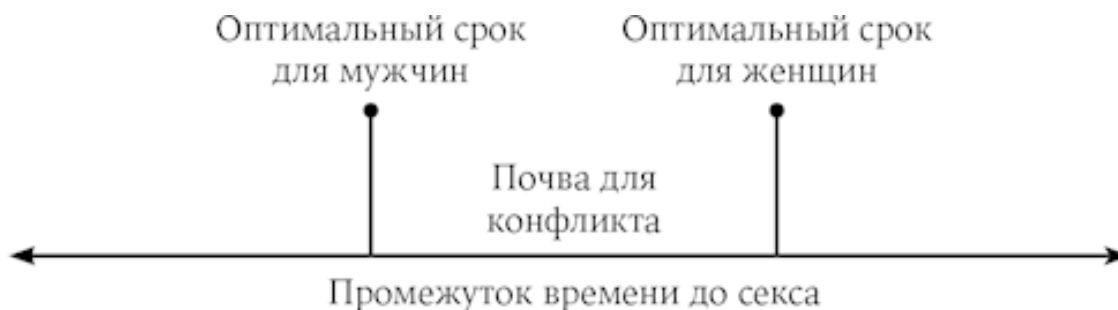 Оптимальный срок
для мужчин
Оптимальный срок
для женщин
Почва для
конфликта
Промежуток времени до секса